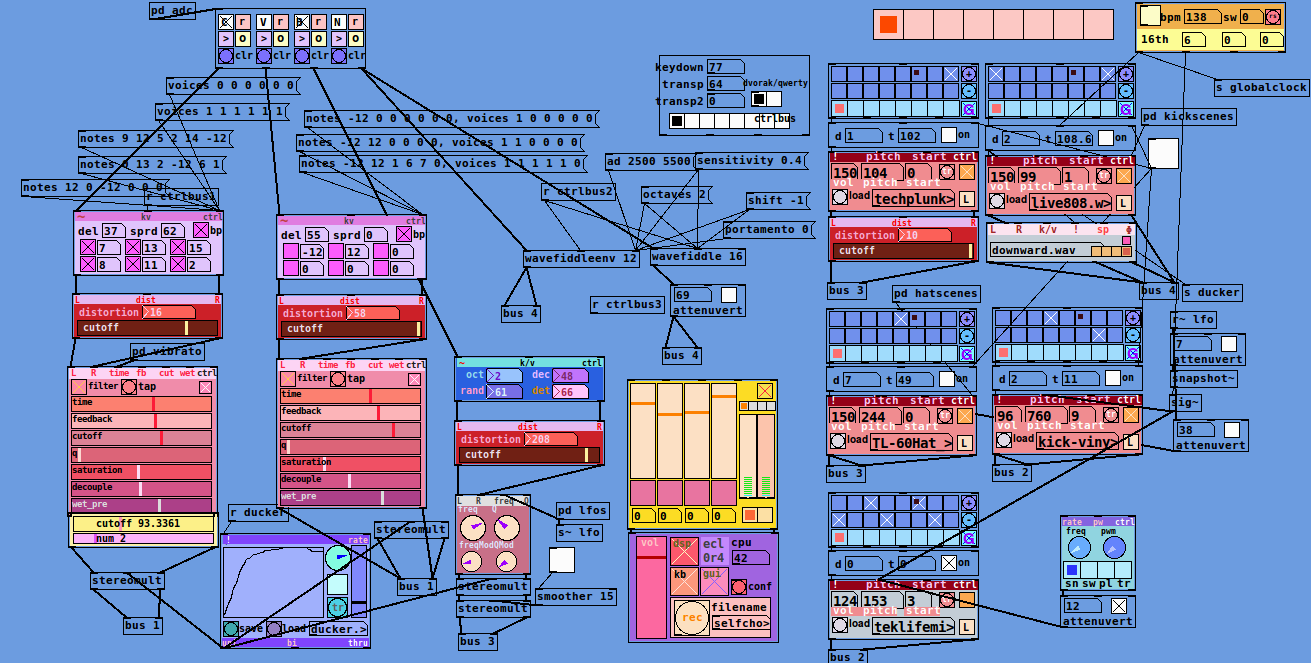 pd adc
V r
N r
> o > o > o > o
clr clr clr clr
voices 0 0 0 0 0 0
voices 1 1 1 1 1 1
notes 9 12 5 2 14 -12
notes 0 13 2 -12 6 1
notes 12 0 -12 0 0 0
r ctrlbus1
notes -12 0 0 0 0 0, voices 1 0 0 0 0 0
notes -12 12 0 0 0, voices 1 1 0 0 0 0
notes -12 12 1 6 7 0, voices 1 1 1 1 1 0
~ kv ctrl
del 37 sprd 62 bp
7 13 15
8 11 2
kv ctrl
del 55 sprd 0 bp
-12 12 0
0 0 0
L dist R
distortion >16
cutoff
L dist R
distortion >58
cutoff
pd vibrato
L R time fb cut wet ctrl
filter tap
time
feedback
cutoff
q
saturation
decouple
wet_pre
cutoff 93.3361
num 2
L R time fb cut wet ctrl
filter tap
time
feedback
cutoff
q
saturation
decouple
wet_pre
r ducker
stereomult
bus 1
! rate
tr
save load ducker.>
bi thru
stereomult
bus 1
keydown 77
transp 64 dvorak/qwerty
transp2 0
ctrlbus
ad 2500 5500
sensitivity 0.4
r ctrlbus2
octaves 2
shift -1
portamento 0
wavefiddleenv 12
wavefiddle 16
bus 4
r ctrlbus3
69
attenuvert
bus 4
~ k/v ctrl
oct >2 dec >48
rand >61 det >66
L dist R
distortion >208
cutoff
L R freq Q
freq Q
freqMod QMod
pd lfos
s~ lfo
smoother 15
stereomult
stereomult
bus 3
0 0 0 0
vol dsp ecl cpu
0r4 42
kb gui conf
rec filename
selfcho>
bpm 138 sw 0 rs
16th 6 0 0
s globalclock
pd kickscenes
d 1 t 102 on
d 2 t 108.6 on
! pitch start ctrl
150 104 0 tr
vol pitch start
load techplunk> L
! pitch start ctrl
150 99 1 tr
vol pitch start
load live808.w> L
L dist R
distortion >10
cutoff
L R k/v ! sp
downward.wav
bus 3
bus 4
s ducker
pd hatscenes
r~ lfo
7
attenuvert
snapshot~
sig~
38
attenuvert
d 7 t 49 on
d 2 t 11 on
! pitch start ctrl
150 244 0 tr
vol pitch start
load TL-60Hat_> L
! pitch start ctrl
96 760 9 tr
vol pitch start
load kick-viny> L
bus 3
bus 2
d 0 t 0 on
! pitch start ctrl
124 153 3 tr
vol pitch start
load teklifemi> L
bus 2
rate pw ctrl
freq pwm
sn sw pl tr
12
attenuvert